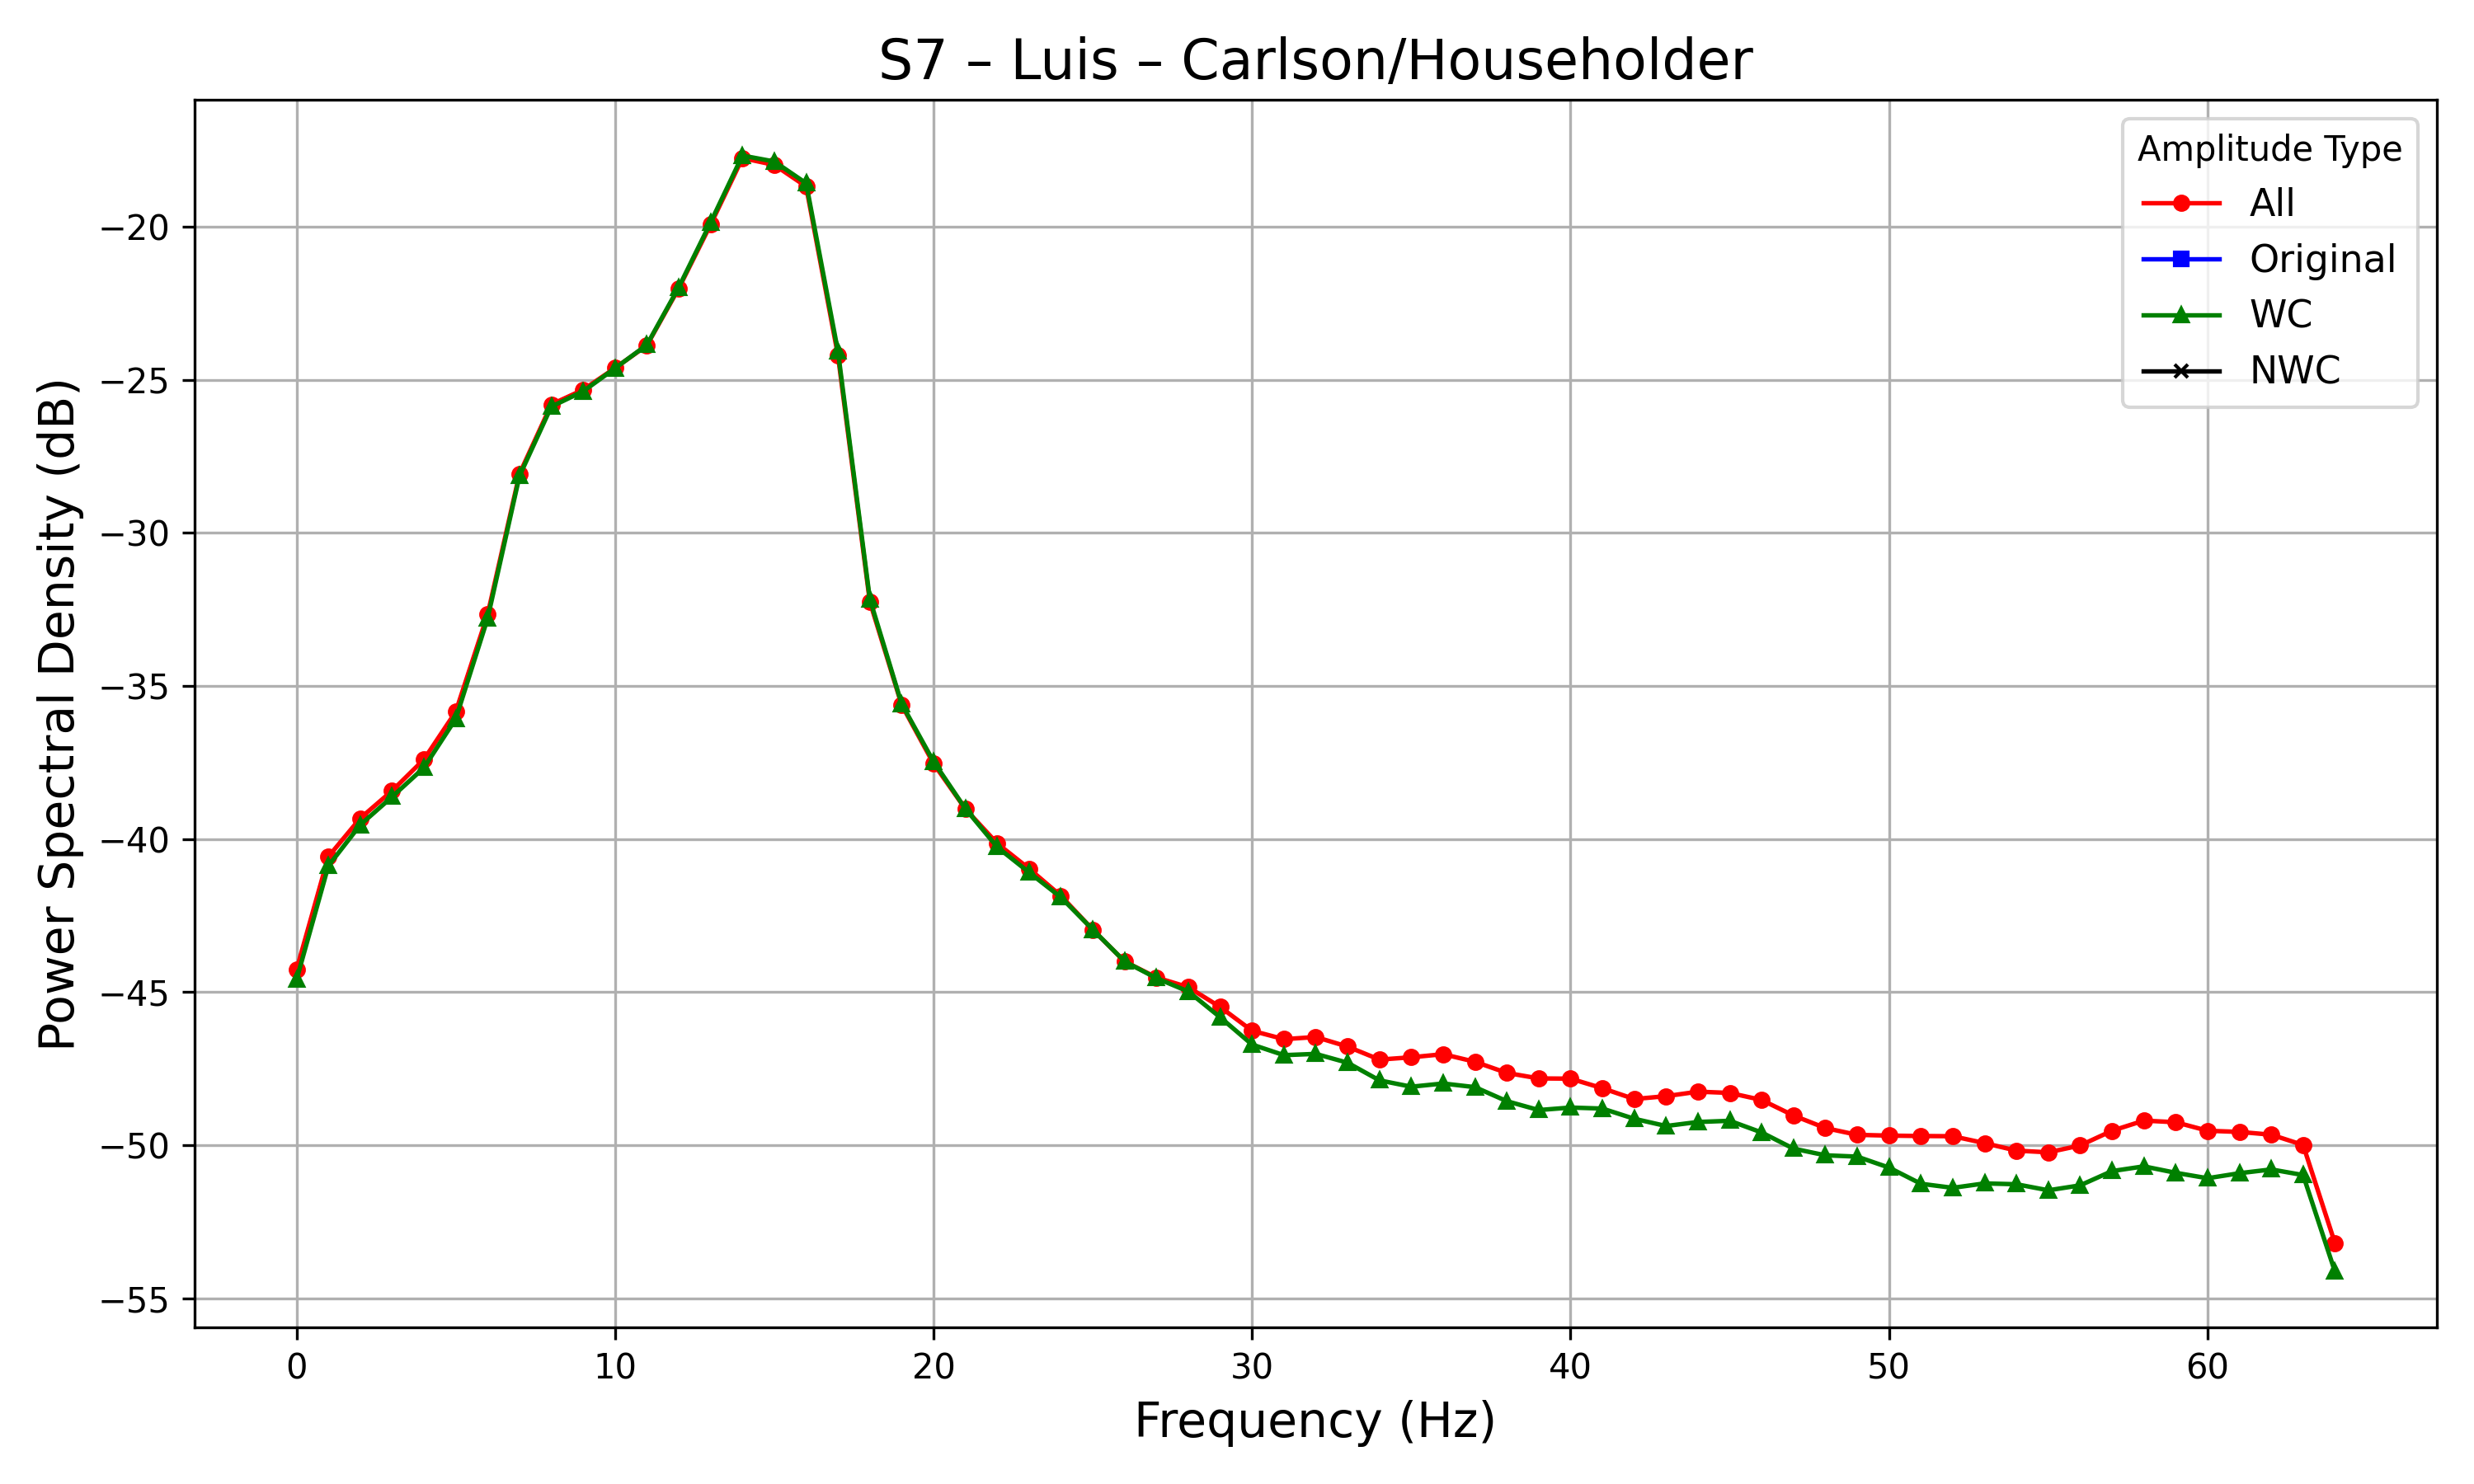 S7 – Luis – Carlson/Householder
Amplitude Type
All
Original
WC
NWC
Power Spectral Density (dB)
−20
−25
−30
−35
−40
−45
−50
−55
0 10 20 30 40 50 60
Frequency (Hz)